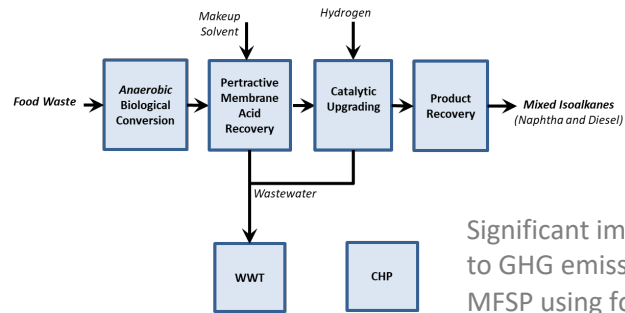 Makeup
Solvent
Hydrogen
Food Waste
Anaerobic
Biological
Conversion
Pertractive
Membrane
Acid
Recovery
Catalytic
Upgrading
Product
Recovery
Mixed Isoalkanes
(Naphtha and Diesel)
Wastewater
WWT
CHP
Significant im
to GHG emiss
MFSP using fo